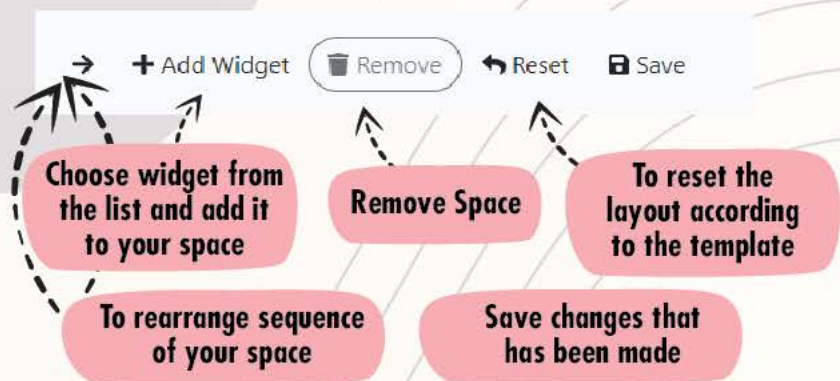 → + Add Widget Remove Reset Save
Choose widget from
the list and add it
to your space
Remove Space
To reset the
layout according
to the template
To rearrange sequence
of your space
Save changes that
has been made